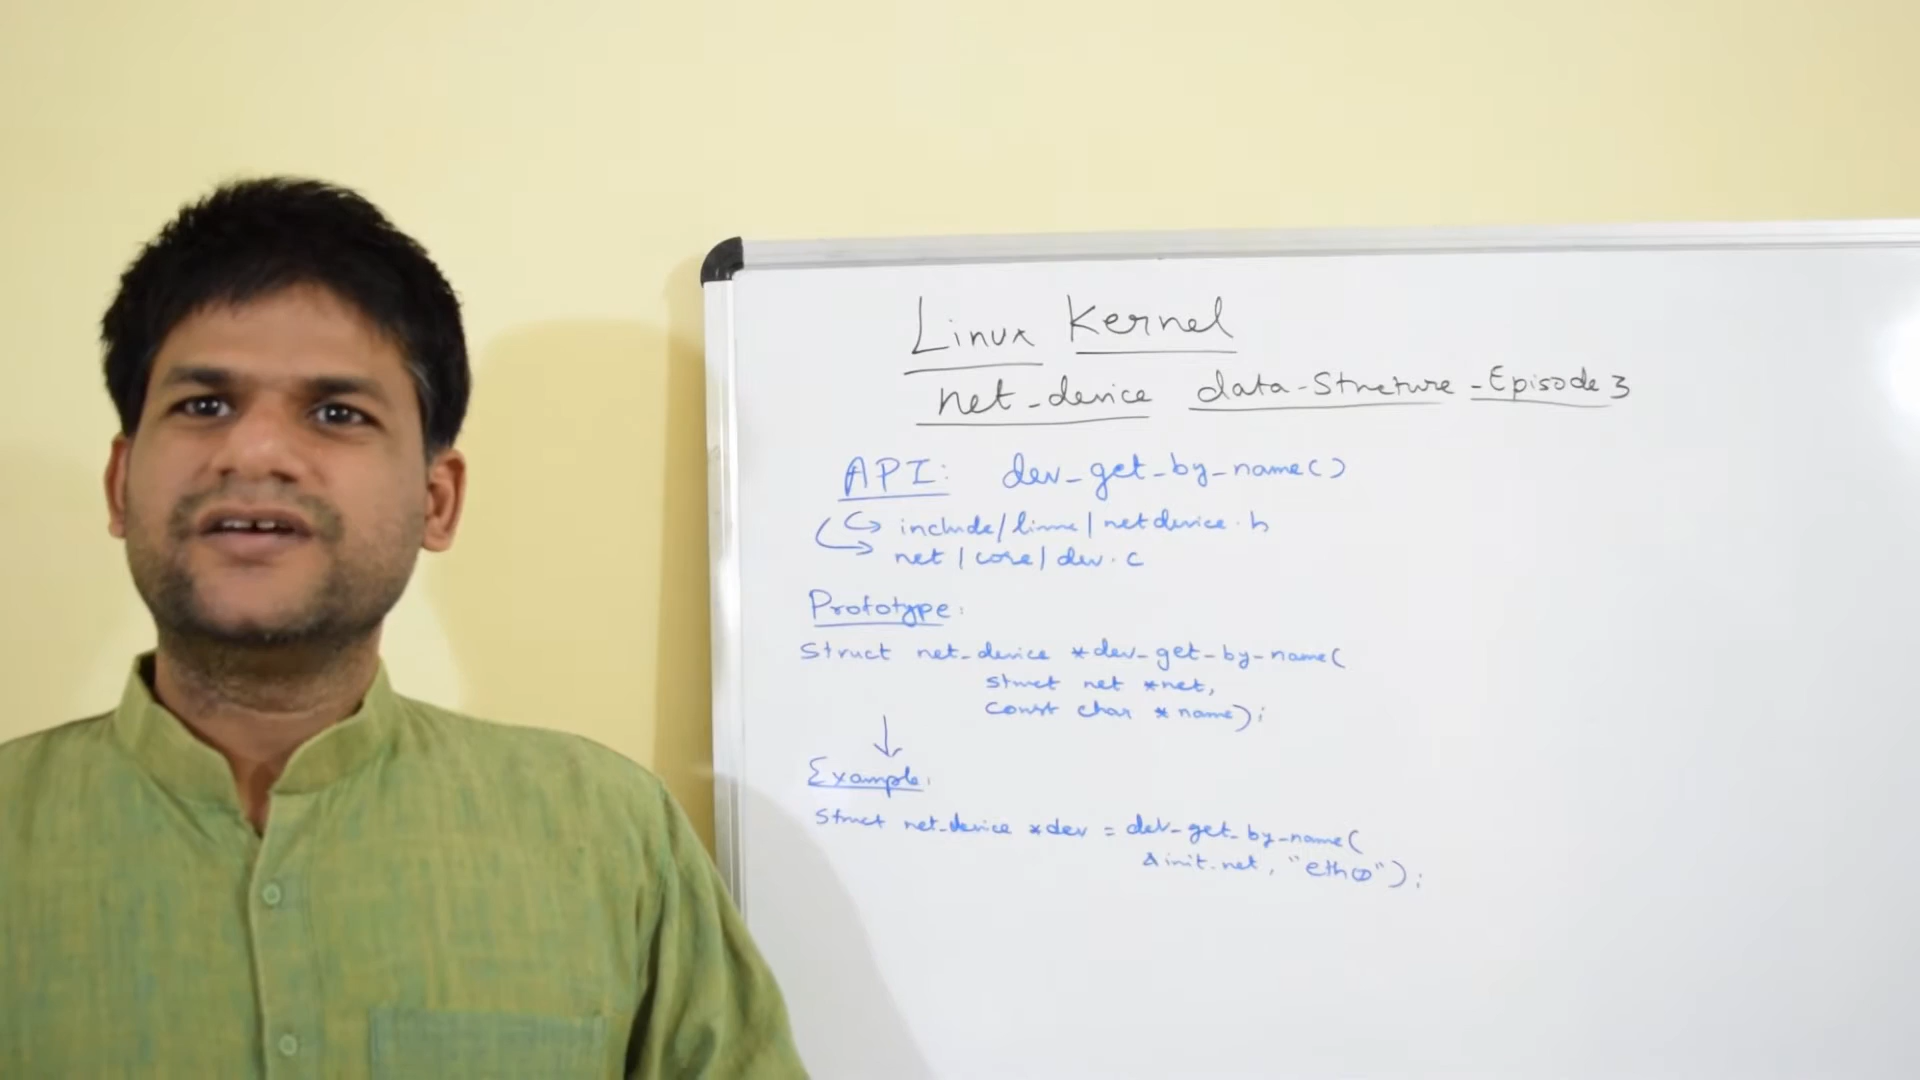 Linux Kernel
net_device data-Structure - Episode 3
API: dev_get_by_name()
include/linux/netdevice.h
net/core/dev.c
Prototype:
Struct net_device *dev_get_by_name(
struct net *net,
const char *name);
Example:
Struct net_device *dev = dev_get_by_name(
&init_net, "eth0");